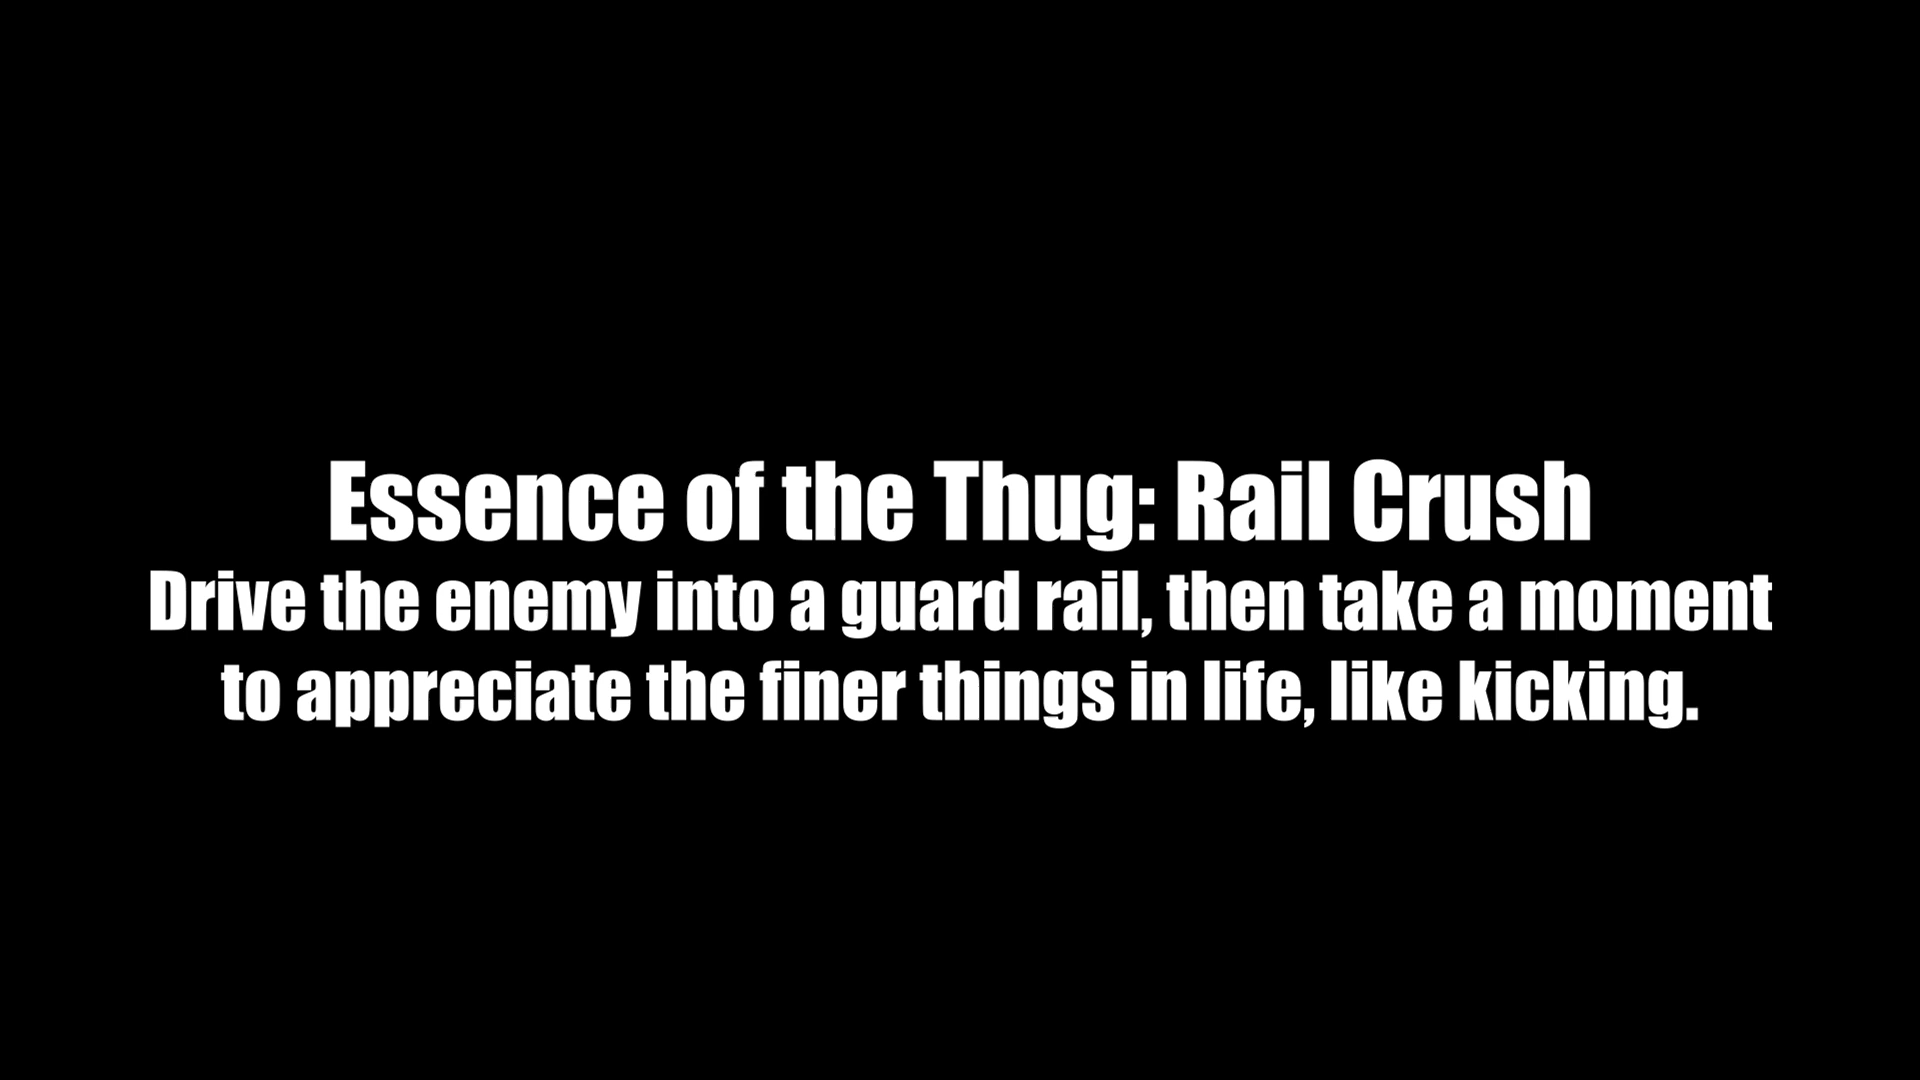 Essence of the Thug: Rail Crush
Drive the enemy into a guard rail, then take a moment
to appreciate the finer things in life, like kicking.